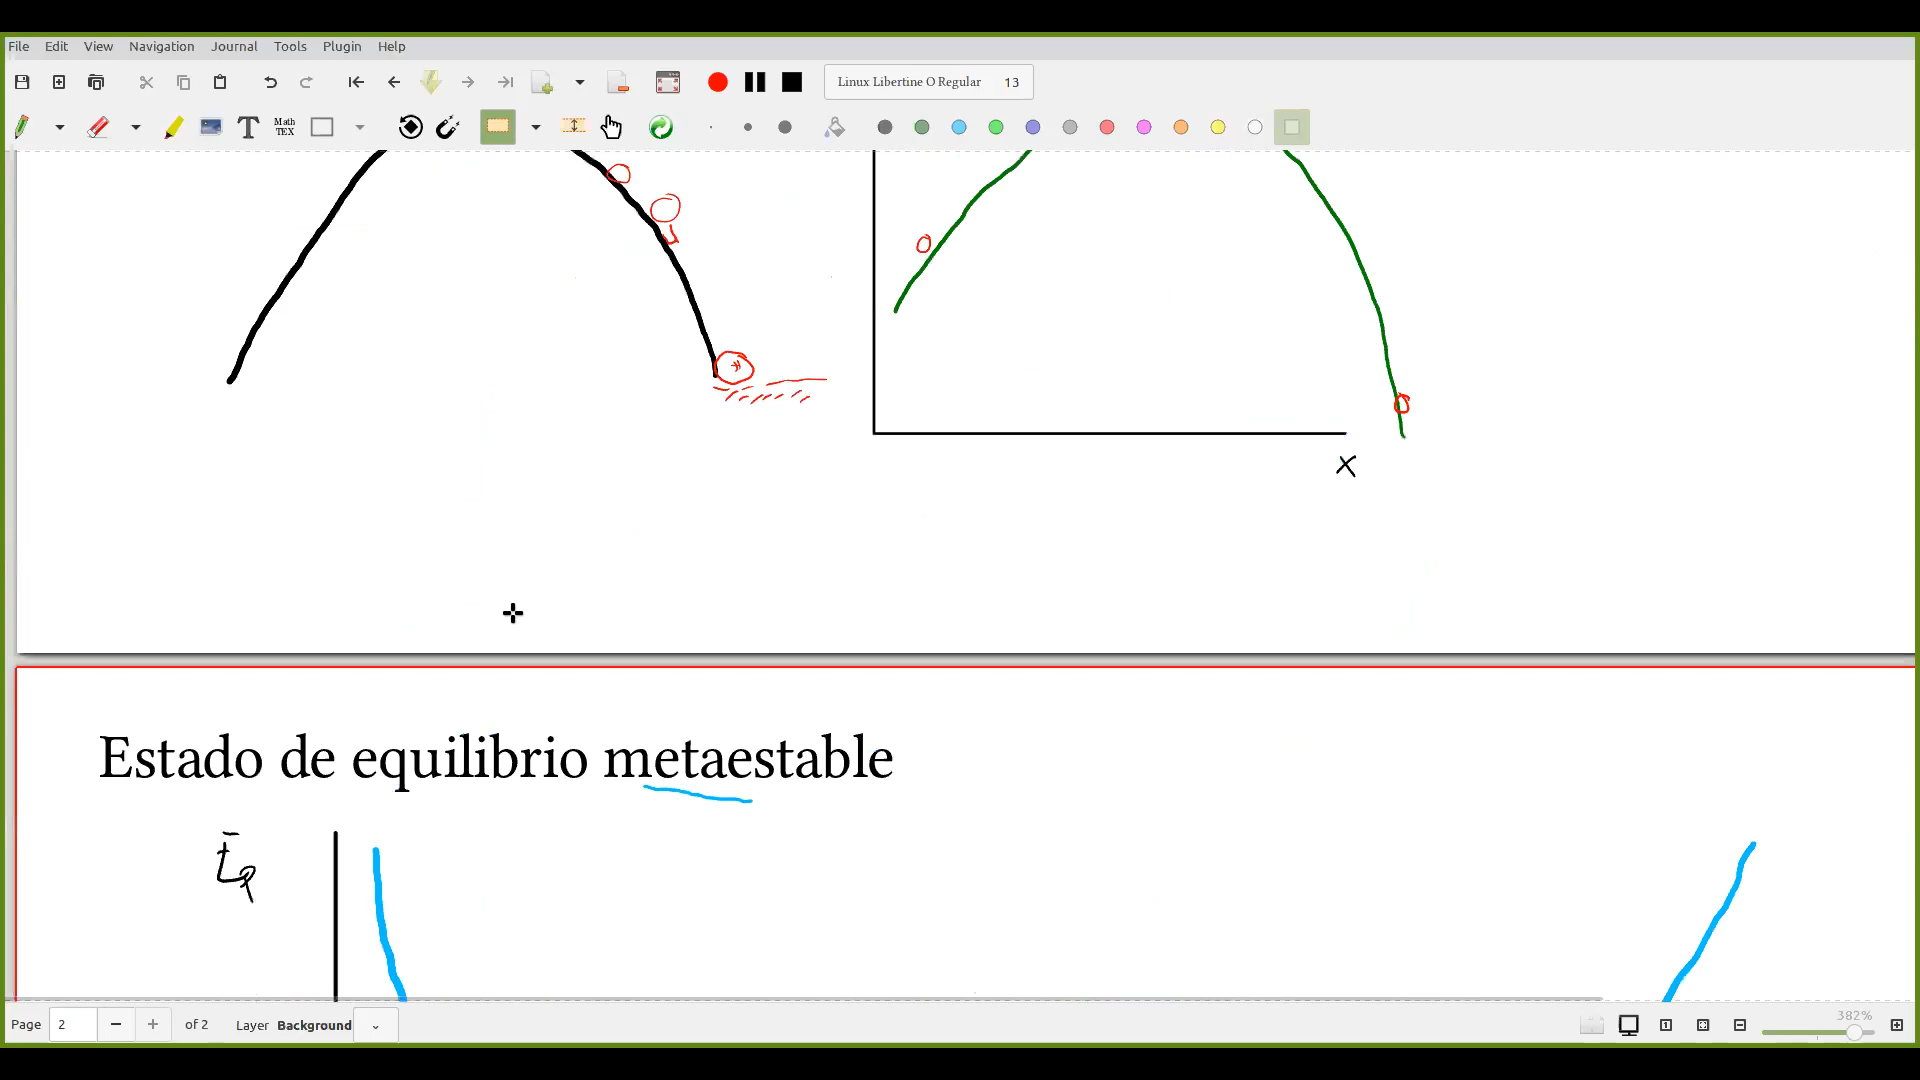 File Edit View Navigation Journal Tools Plugin Help
Linux Libertine O Regular 13
Math
TEX
x
Estado de equilibrio metaestable
Page 2 of 2 Layer Background 382%